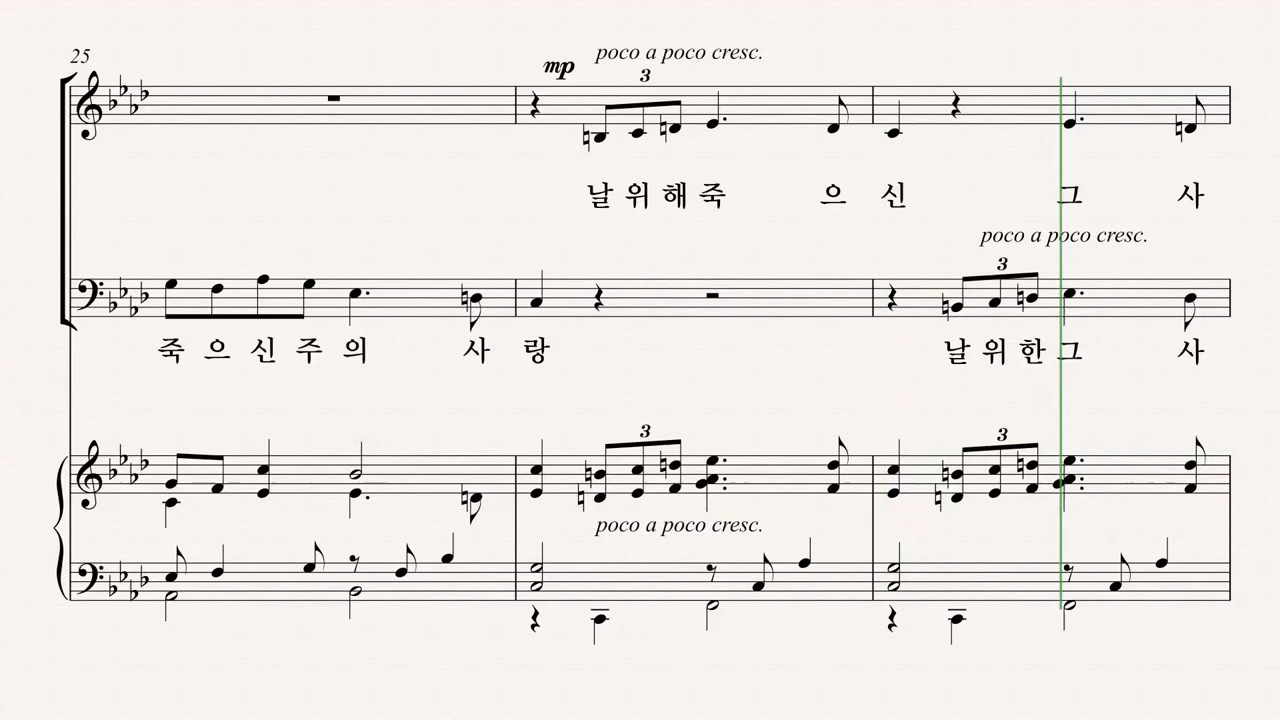 25
mp
poco a poco cresc.
3
날 위 해 죽 으 신 그 사
poco a poco cresc.
3
죽 으 신 주 의 사 랑 날 위 한 그 사
3
3
poco a poco cresc.